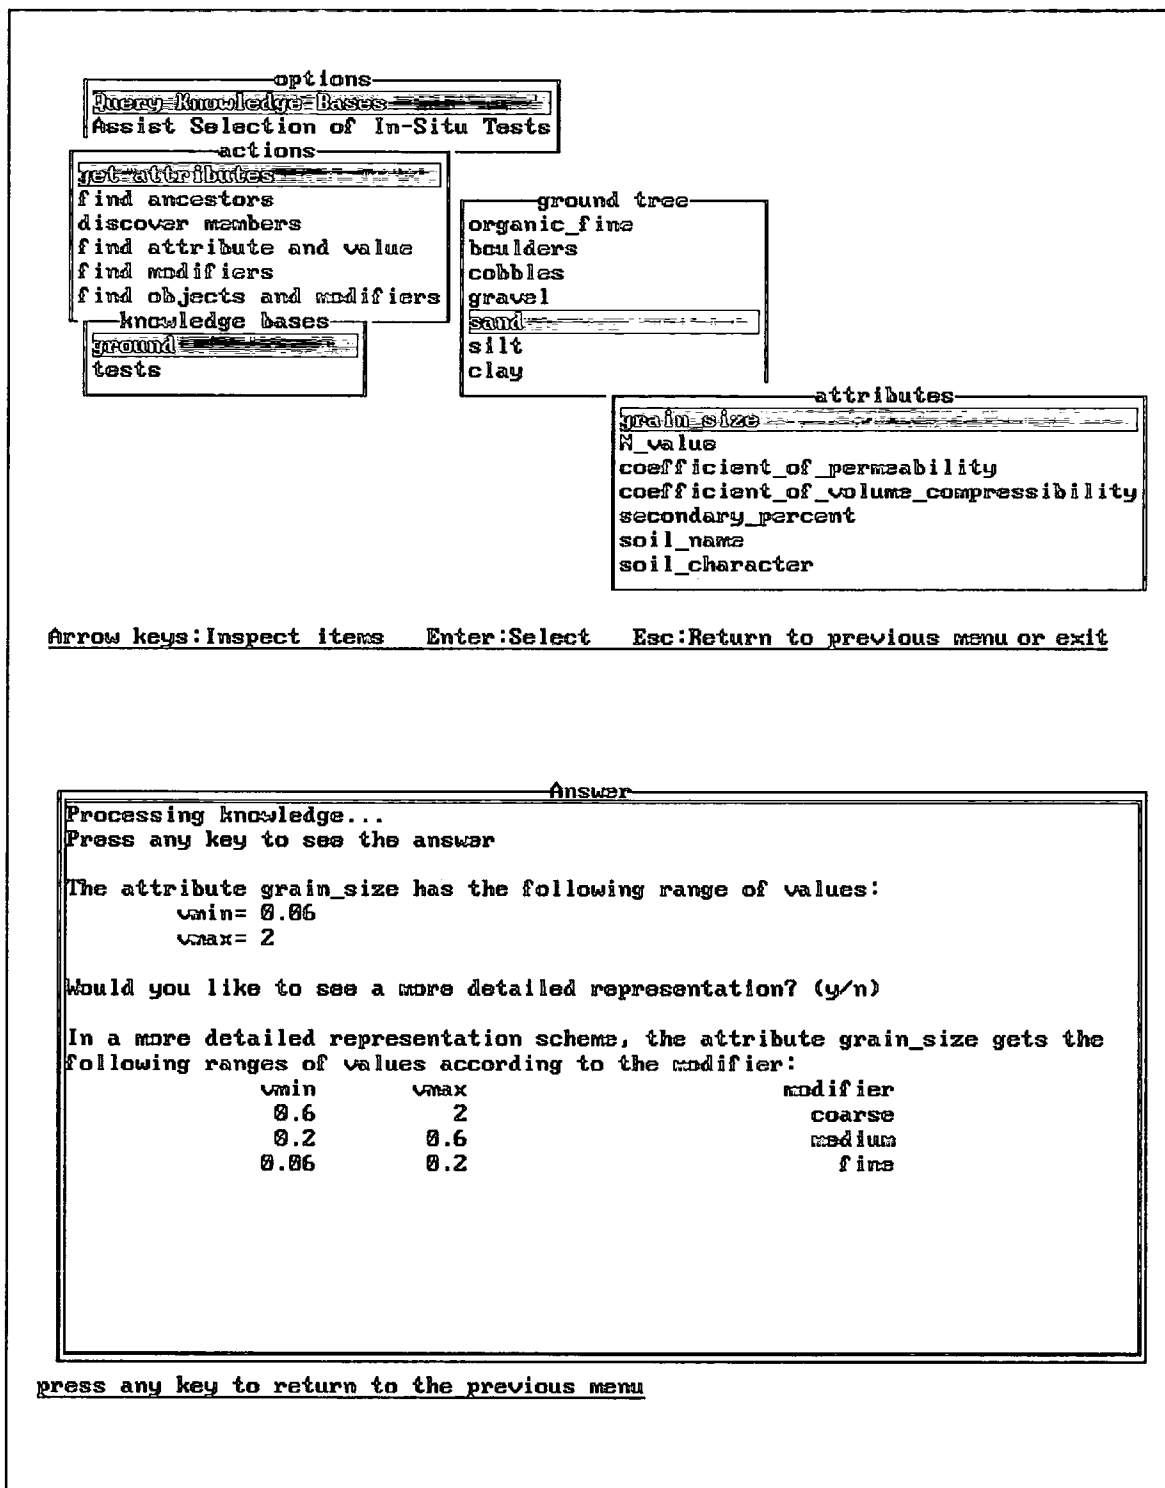 options
Query Knowledge Bases
Assist Selection of In-Situ Tests
actions
get attributes
find ancestors
discover members
find attribute and value
find modifiers
find objects and modifiers
knowledge bases
ground
tests
ground tree
organic_fine
boulders
cobbles
gravel
sand
silt
clay
attributes
grain_size
N_value
coefficient_of_permeability
coefficient_of_volume_compressibility
secondary_percent
soil_name
soil_character
Arrow keys:Inspect items Enter:Select Esc:Return to previous menu or exit
Answer
Processing knowledge...
Press any key to see the answer
The attribute grain_size has the following range of values:
vmin= 0.06
vmax= 2
Would you like to see a more detailed representation? (y/n)
In a more detailed representation scheme, the attribute grain_size gets the
following ranges of values according to the modifier:
vmin vmax modifier
0.6 2 coarse
0.2 0.6 medium
0.06 0.2 fine
press any key to return to the previous menu